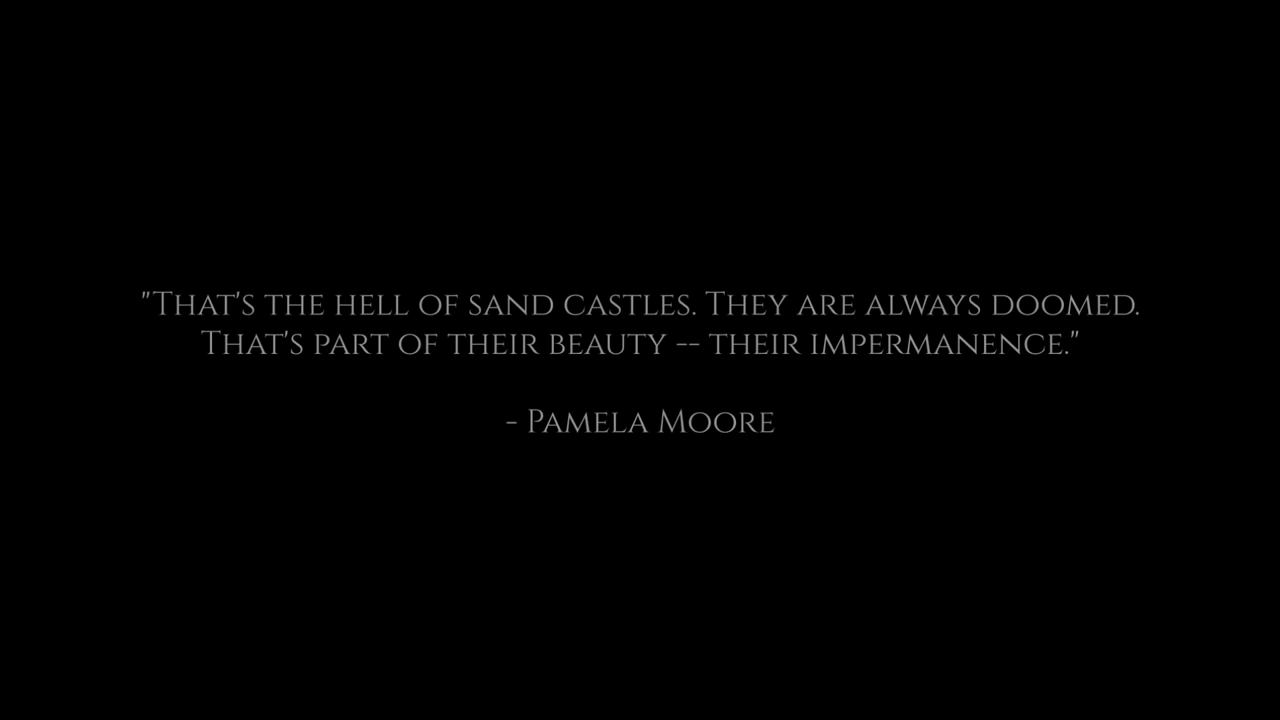 "That's the hell of sand castles. They are always doomed.
That's part of their beauty -- their impermanence."
- Pamela Moore